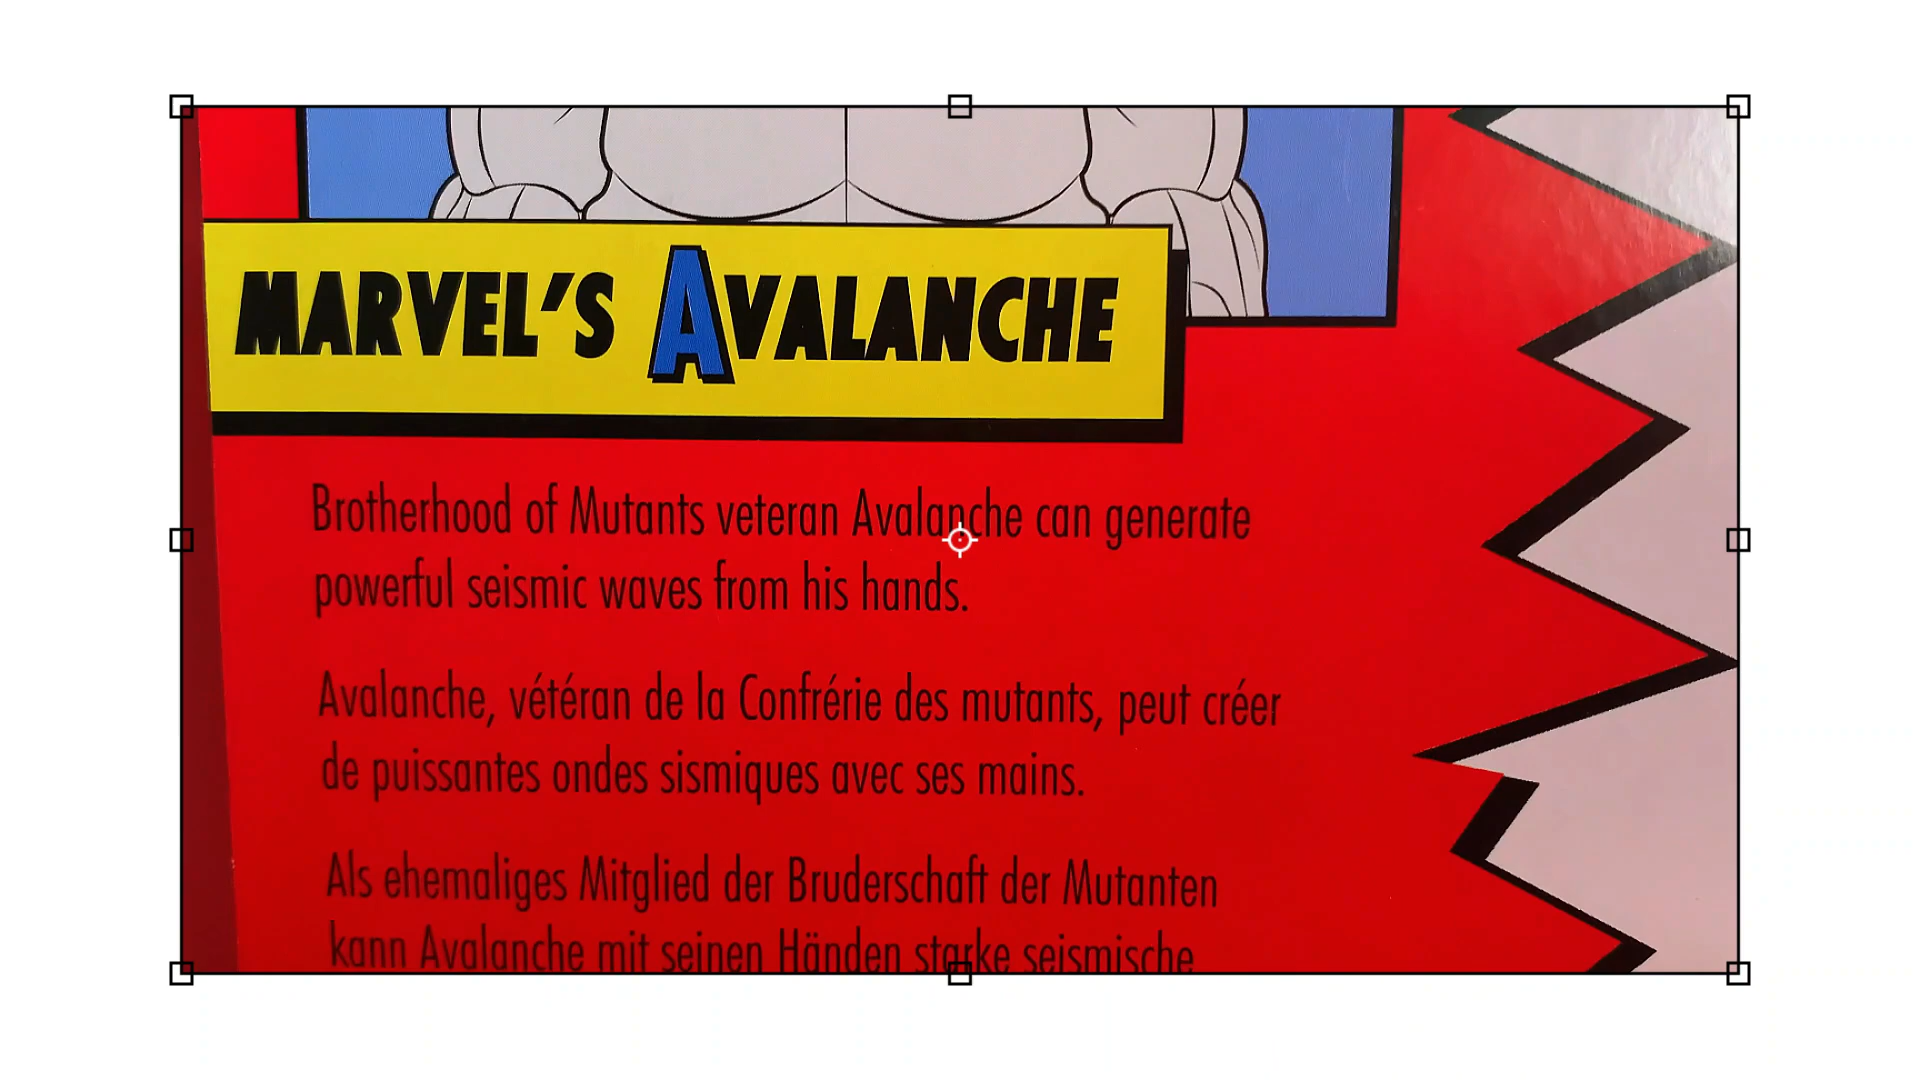 MARVEL'S AVALANCHE
Brotherhood of Mutants veteran Avalanche can generate
powerful seismic waves from his hands.
Avalanche, vétéran de la Confrérie des mutants, peut créer
de puissantes ondes sismiques avec ses mains.
Als ehemaliges Mitglied der Bruderschaft der Mutanten
kann Avalanche mit seinen Händen starke seismische